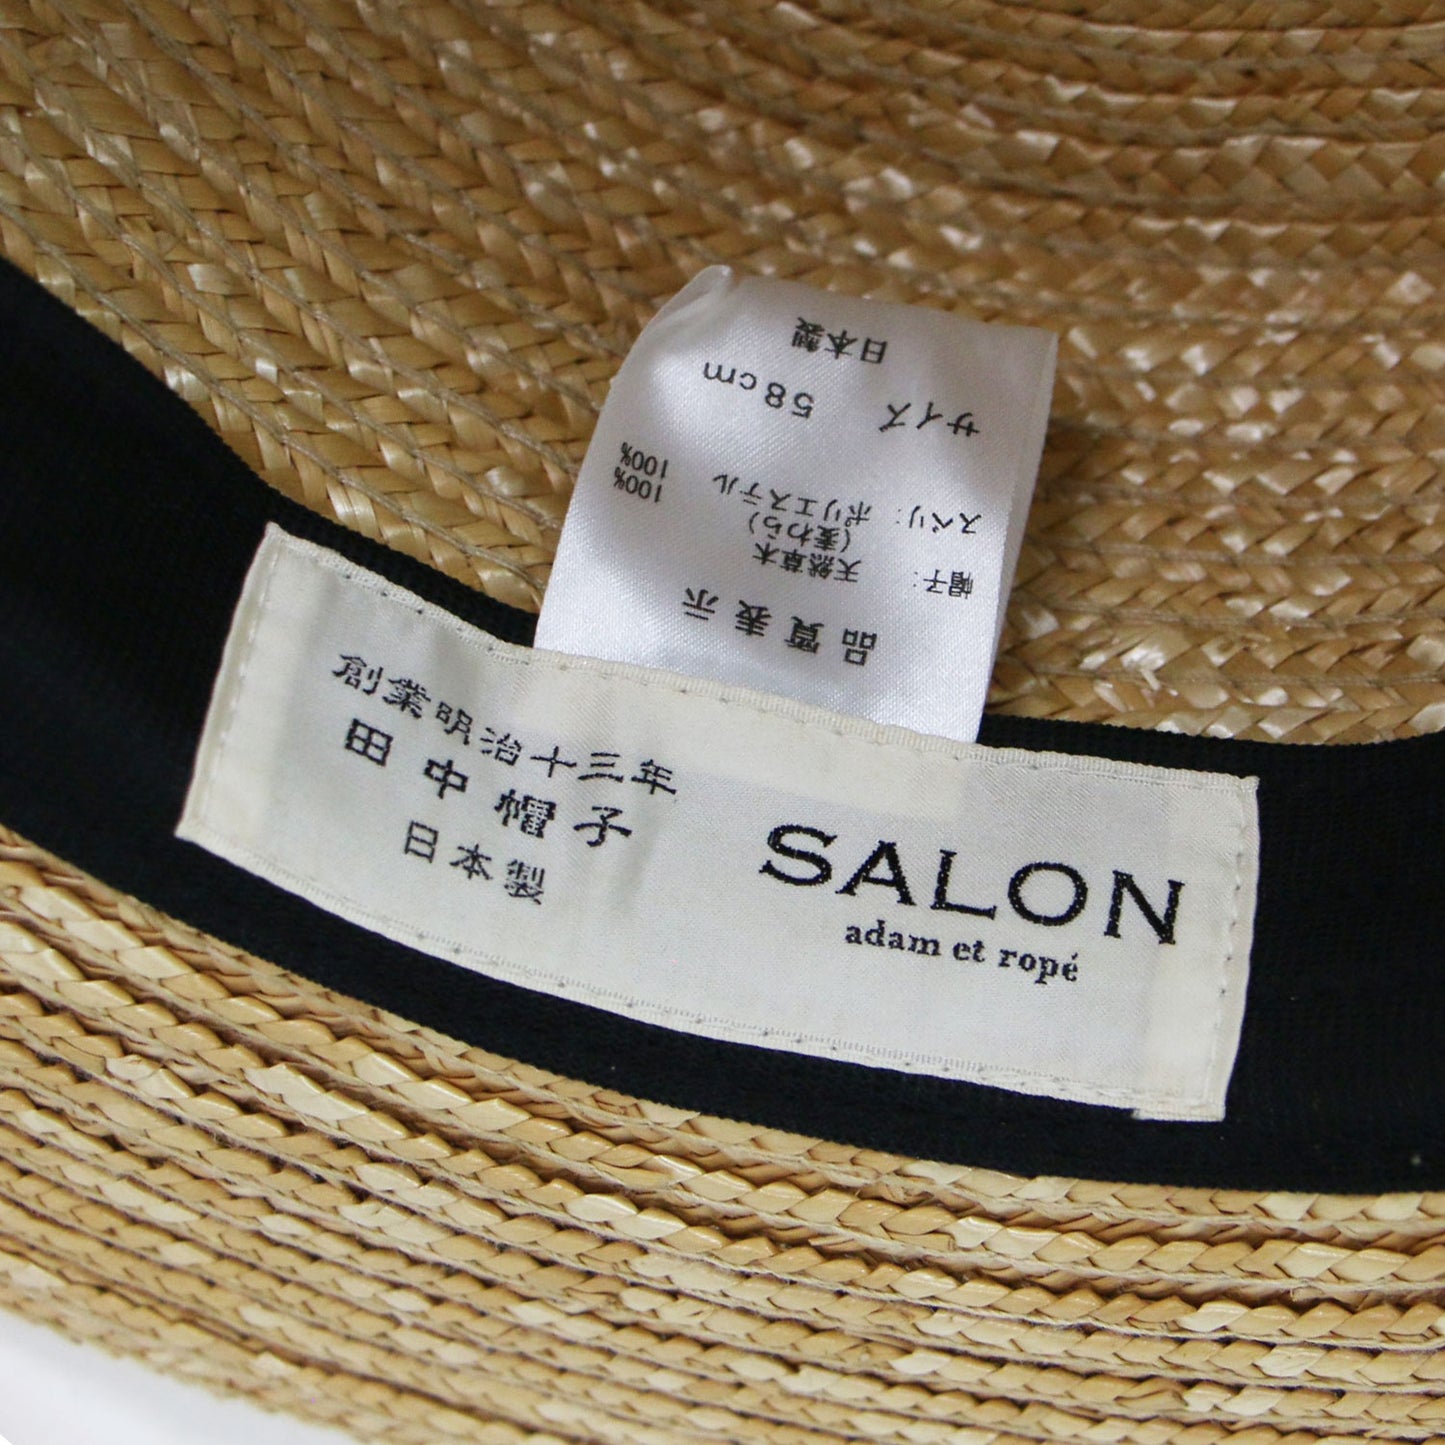 創業明治十三年
田中帽子
日本製
SALON
adam et ropé
品質表示
帽子: 天然草木
(麦わら) 100%
スベリ: ポリエステル 100%
サイズ 58cm
日本製